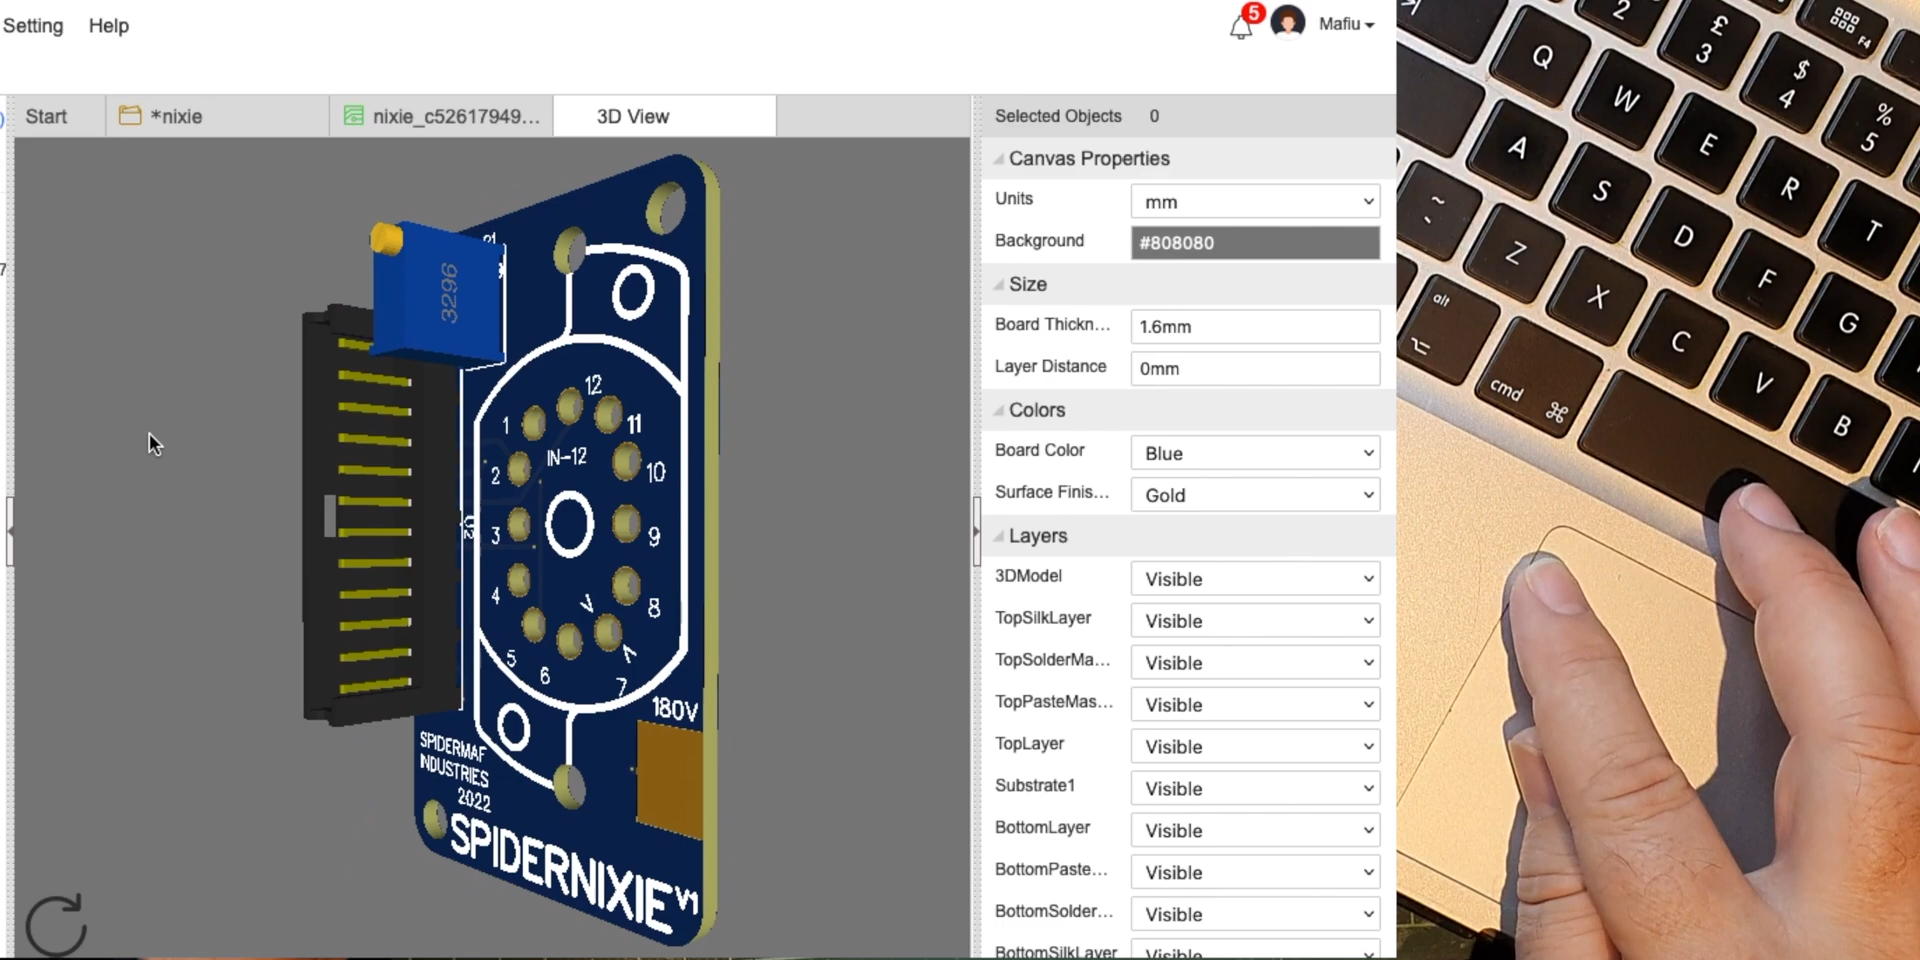 Setting Help
5
Mafiu
Start
*nixie
nixie_c52617949...
3D View
Selected Objects 0
Canvas Properties
Units mm
Background #808080
Size
Board Thickn... 1.6mm
Layer Distance 0mm
Colors
Board Color Blue
Surface Finis... Gold
Layers
3DModel Visible
TopSilkLayer Visible
TopSolderMa... Visible
TopPasteMas... Visible
TopLayer Visible
Substrate1 Visible
BottomLayer Visible
BottomPaste... Visible
BottomSolder... Visible
BottomSilkLayer Visible
3296
12
1
11
IN-12
2
10
3
9
4
8
5
6
7
180V
SPIDERMAF
INDUSTRIES
2022
SPIDERNIXIE V1
2
£
3
F4
Q
$
4
W
%
5
A
E
S
R
~
D
T
Z
F
alt
X
G
C
cmd ⌘
V
B